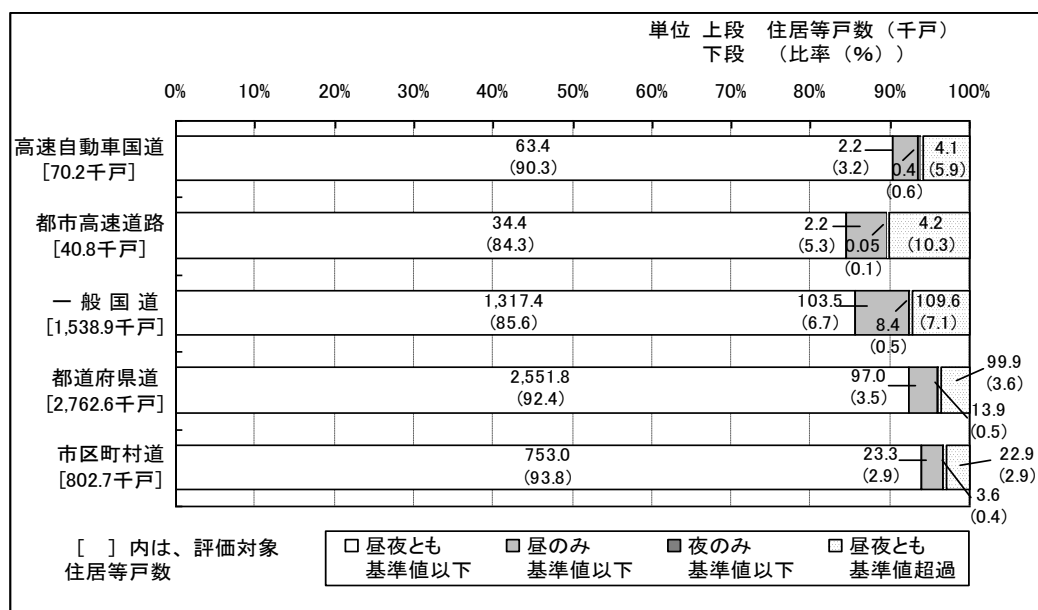 単位 上段 住居等戸数(千戸)
下段 (比率(%))
0% 10% 20% 30% 40% 50% 60% 70% 80% 90% 100%
高速自動車国道
[70.2千戸]
63.4
(90.3)
2.2
(3.2)
0.4
(0.6)
4.1
(5.9)
都市高速道路
[40.8千戸]
34.4
(84.3)
2.2
(5.3)
0.05
(0.1)
4.2
(10.3)
一般国道
[1,538.9千戸]
1,317.4
(85.6)
103.5
(6.7)
8.4
(0.5)
109.6
(7.1)
都道府県道
[2,762.6千戸]
2,551.8
(92.4)
97.0
(3.5)
13.9
(0.5)
99.9
(3.6)
市区町村道
[802.7千戸]
753.0
(93.8)
23.3
(2.9)
3.6
(0.4)
22.9
(2.9)
[ ]内は、評価対象
住居等戸数
昼夜とも
基準値以下
昼のみ
基準値以下
夜のみ
基準値以下
昼夜とも
基準値超過